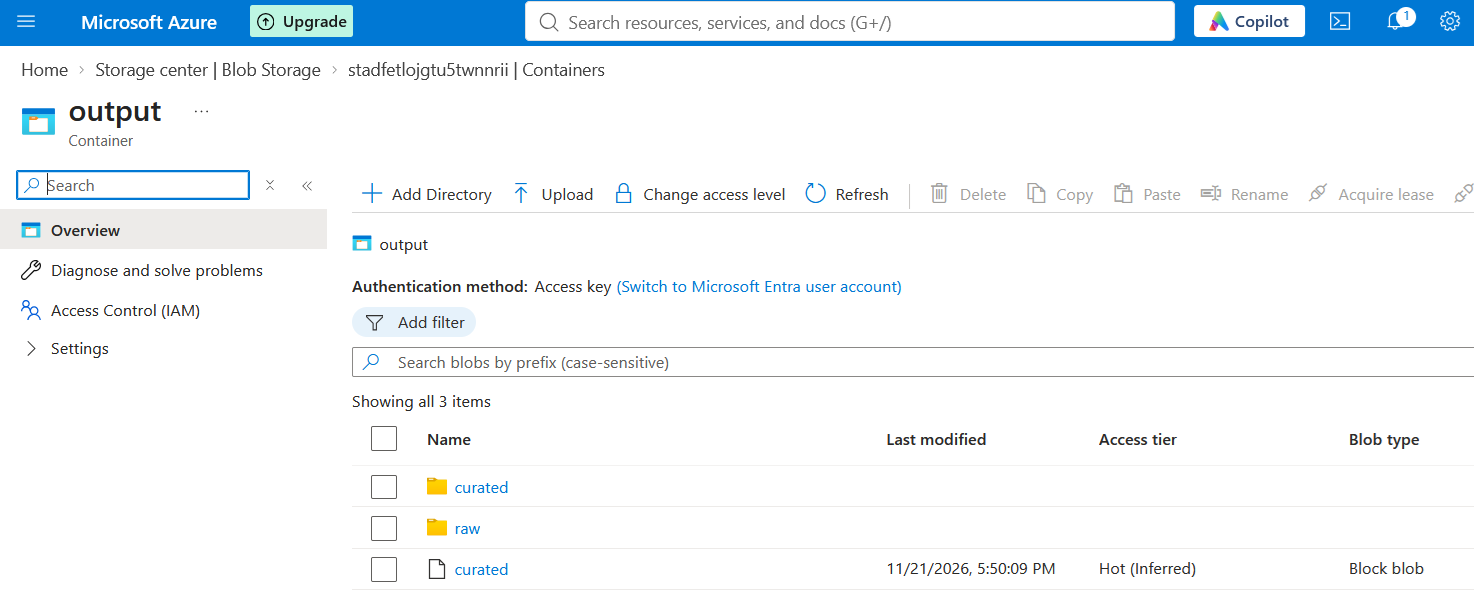 Microsoft Azure Upgrade Search resources, services, and docs (G+/) Copilot 1
Home > Storage center | Blob Storage > stadfetlojgtu5twnnrii | Containers
output ...
Container
Search
Add Directory Upload Change access level Refresh Delete Copy Paste Rename Acquire lease
Overview
output
Diagnose and solve problems
Authentication method: Access key (Switch to Microsoft Entra user account)
Access Control (IAM)
Add filter
Settings
Search blobs by prefix (case-sensitive)
Showing all 3 items
Name Last modified Access tier Blob type
curated
raw
curated 11/21/2026, 5:50:09 PM Hot (Inferred) Block blob